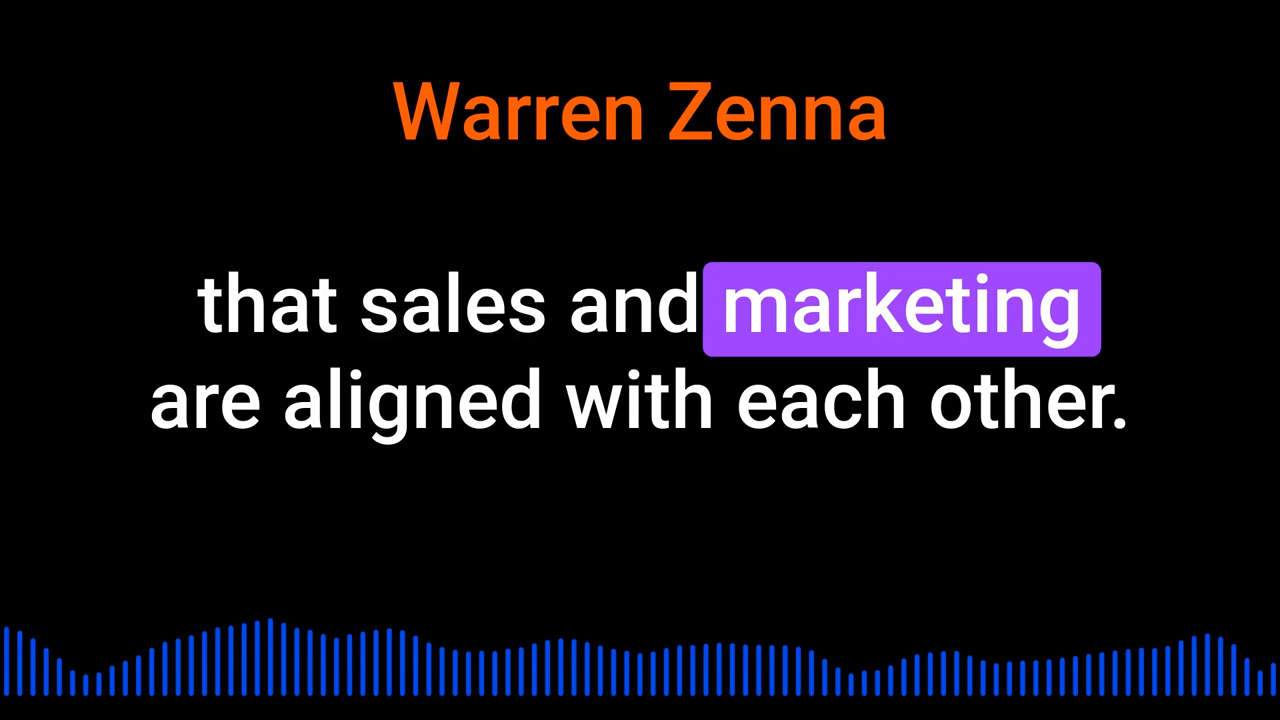 Warren Zenna
that sales and marketing
are aligned with each other.